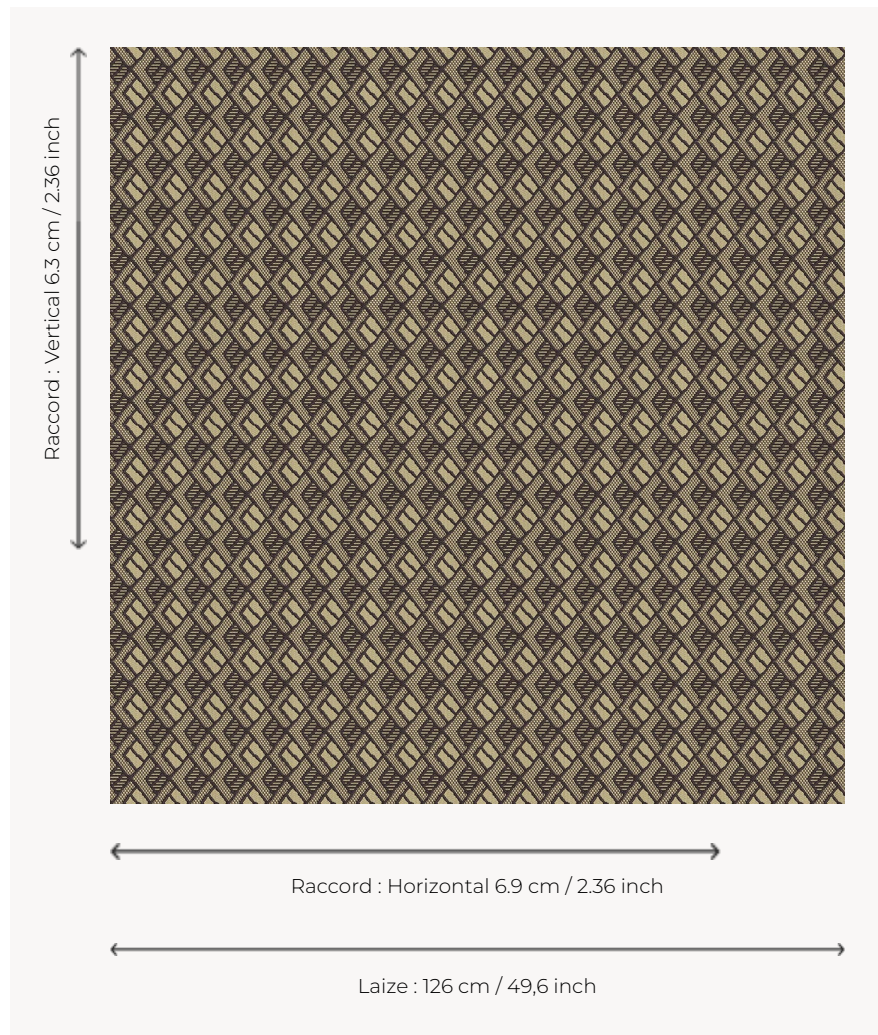 Raccord : Vertical 6.3 cm / 2.36 inch
Raccord : Horizontal 6.9 cm / 2.36 inch
Laize : 126 cm / 49,6 inch